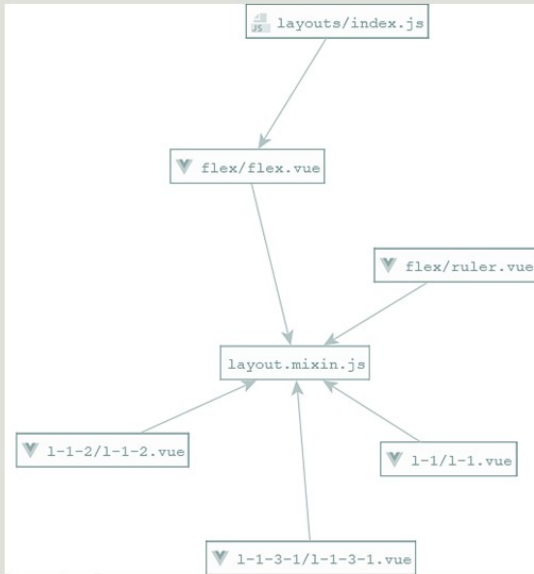 JS layouts/index.js
flex/flex.vue
flex/ruler.vue
layout.mixin.js
l-1-2/l-1-2.vue
l-1/l-1.vue
l-1-3-1/l-1-3-1.vue